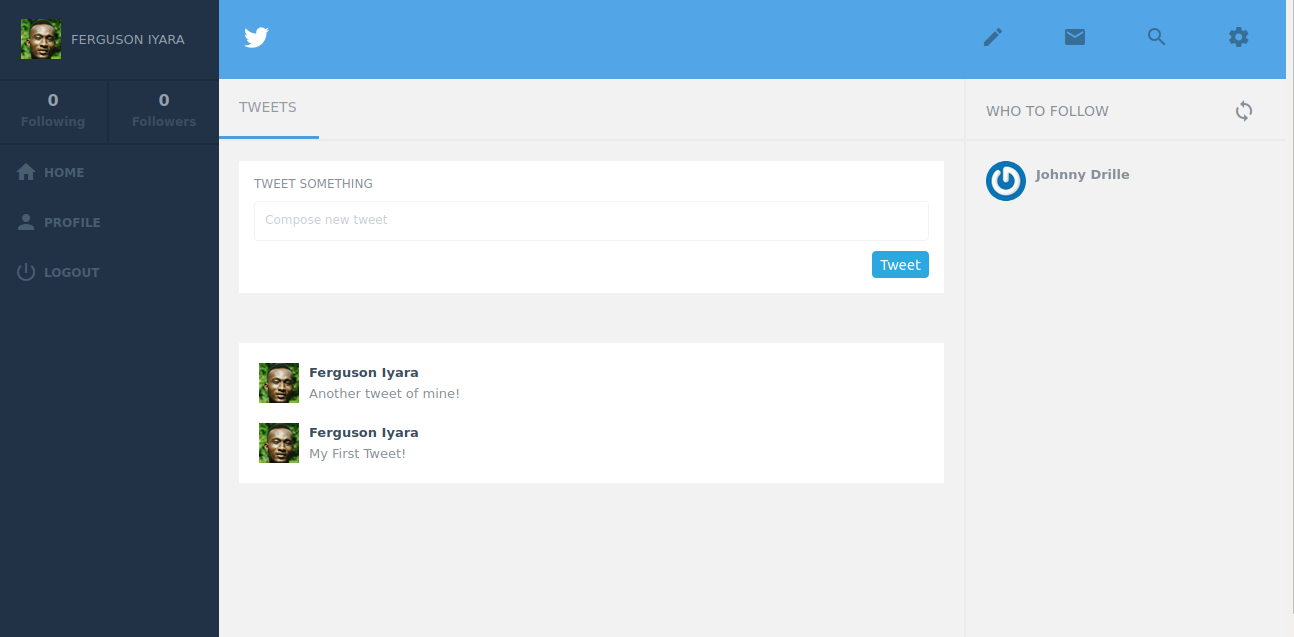 FERGUSON IYARA
0
Following
0
Followers
HOME
PROFILE
LOGOUT
TWEETS
TWEET SOMETHING
Compose new tweet
Tweet
Ferguson Iyara
Another tweet of mine!
Ferguson Iyara
My First Tweet!
WHO TO FOLLOW
Johnny Drille